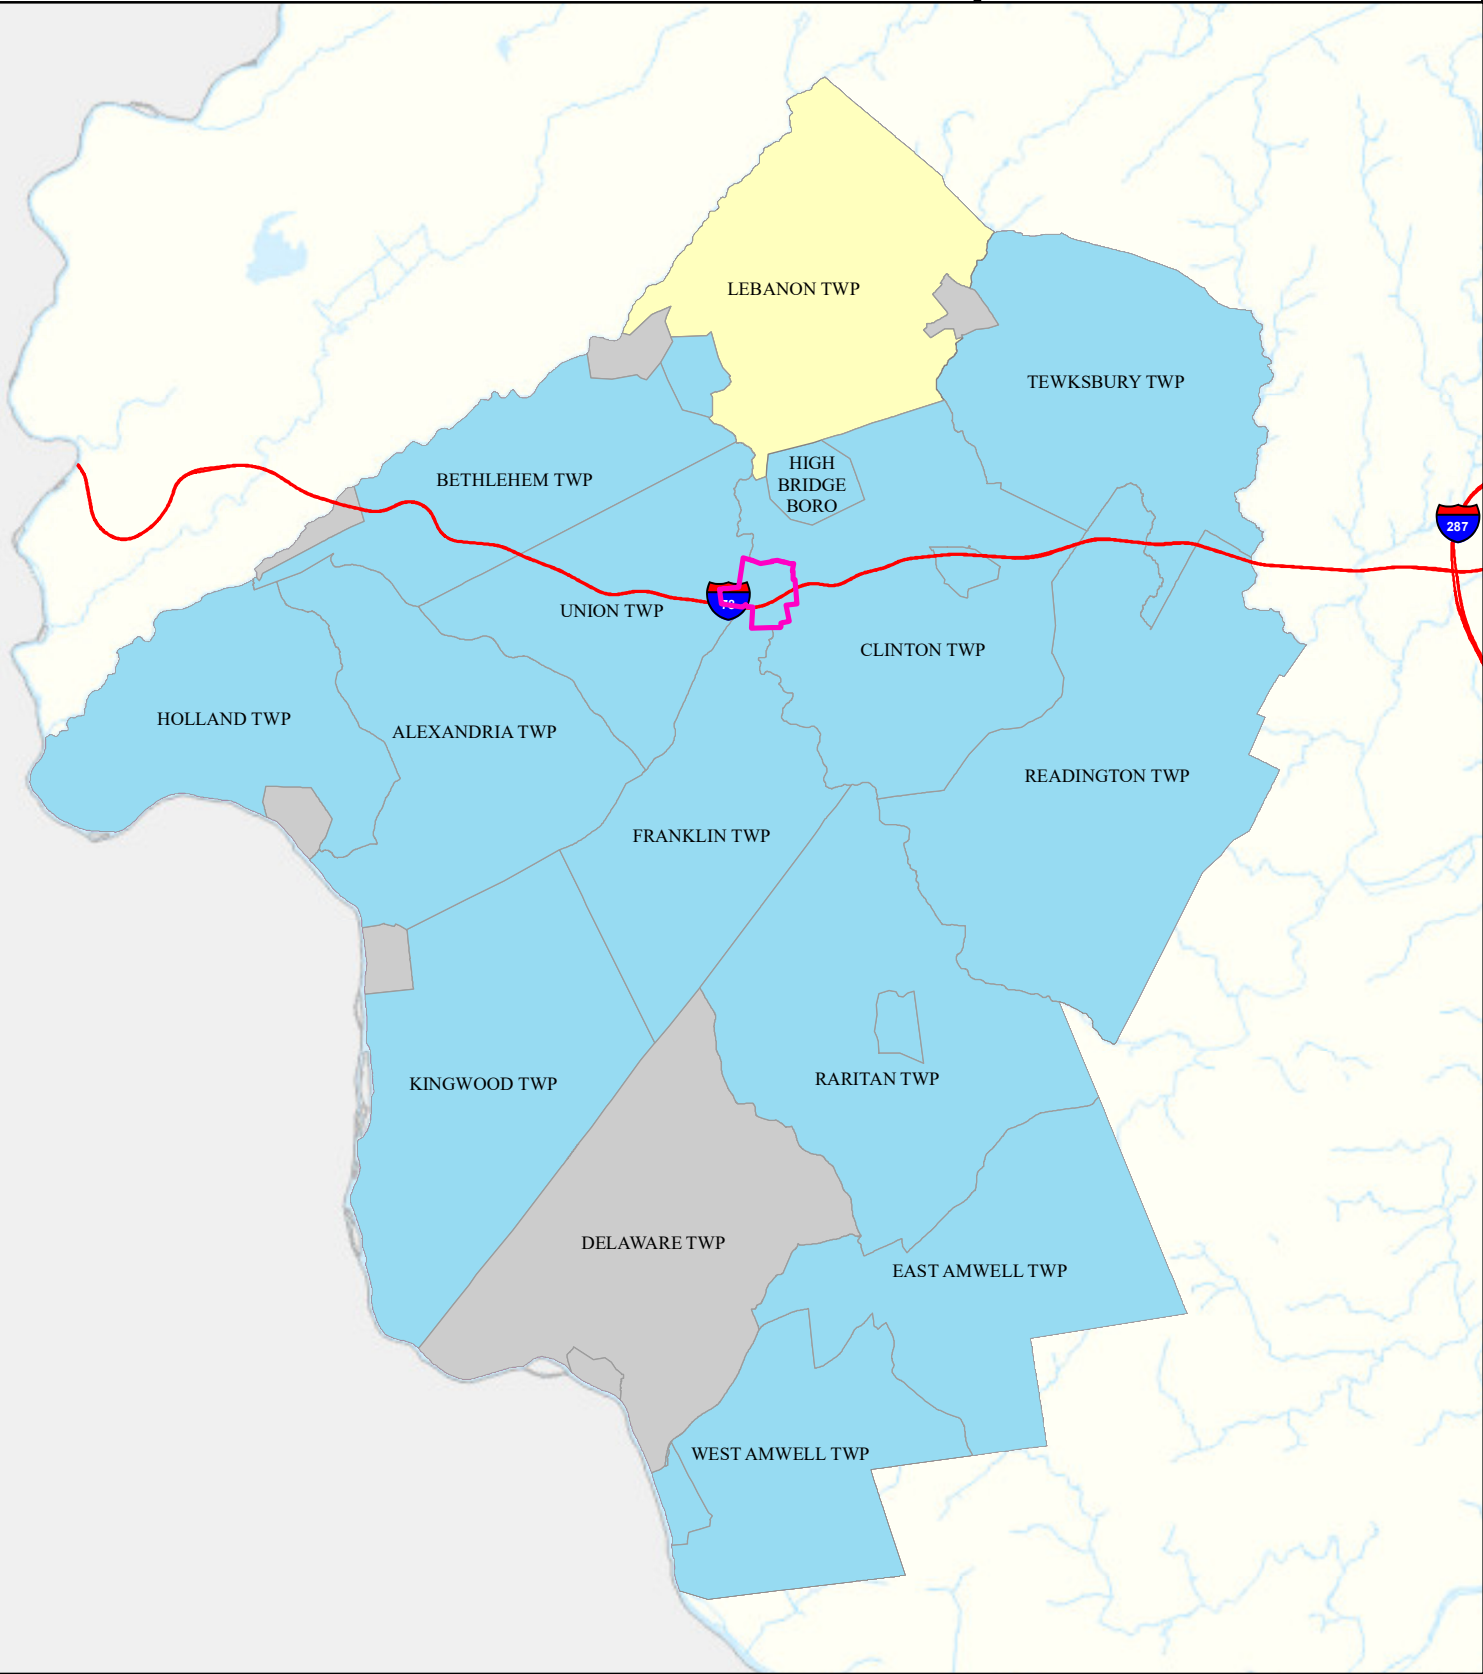 LEBANON TWP
TEWKSBURY TWP
HIGH
BRIDGE
BORO
BETHLEHEM TWP
287
78
UNION TWP
CLINTON TWP
HOLLAND TWP
ALEXANDRIA TWP
READINGTON TWP
FRANKLIN TWP
RARITAN TWP
KINGWOOD TWP
DELAWARE TWP
EAST AMWELL TWP
WEST AMWELL TWP